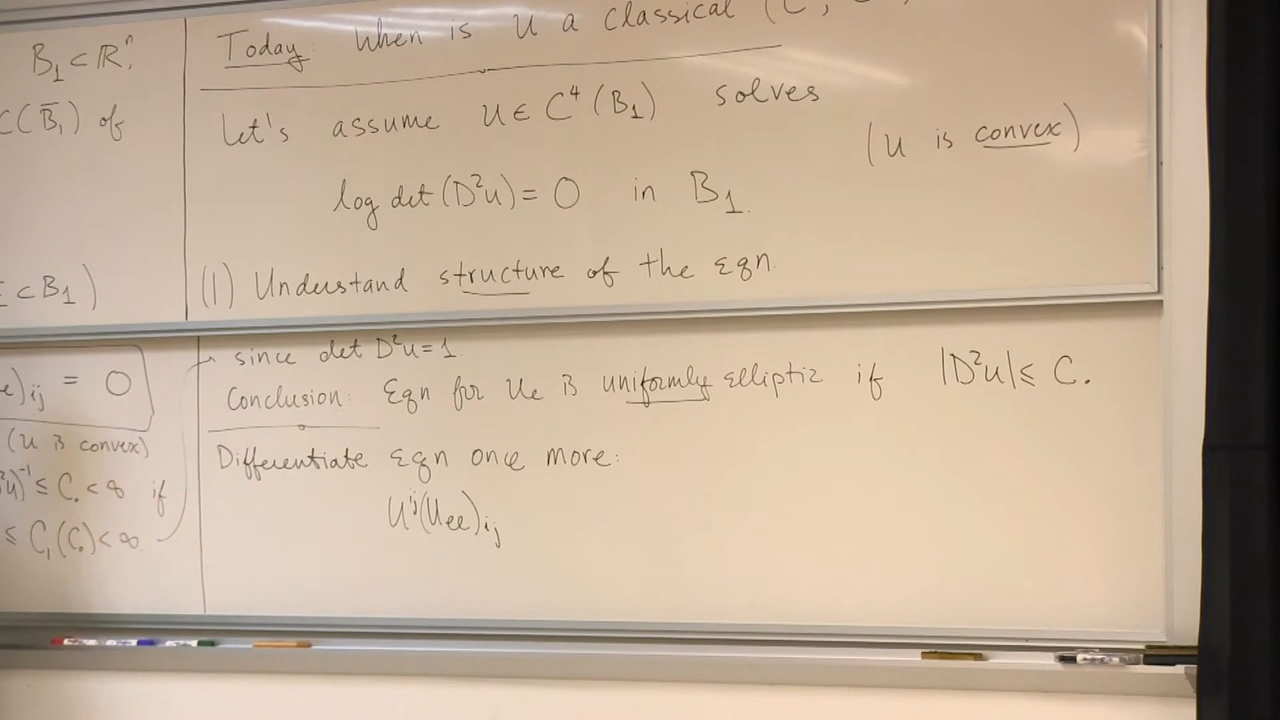 B₁ ⊂ ℝⁿ.
C(B̄₁) of
⊂ B₁)
Today: When is u a classical (C
Let's assume u ∈ C⁴(B₁) solves
(u is convex)
log det(D²u) = 0 in B₁.
(1) Understand structure of the eqn.
e)ᵢⱼ = 0
(u is convex)
²u)⁻¹ ≤ C. < ∞ if
≤ C₁(C.) < ∞
since det D²u = 1.
Conclusion: Eqn for uₑ is uniformly elliptic if |D²u| ≤ C.
Differentiate eqn once more:
uⁱʲ(uₑₑ)ᵢⱼ